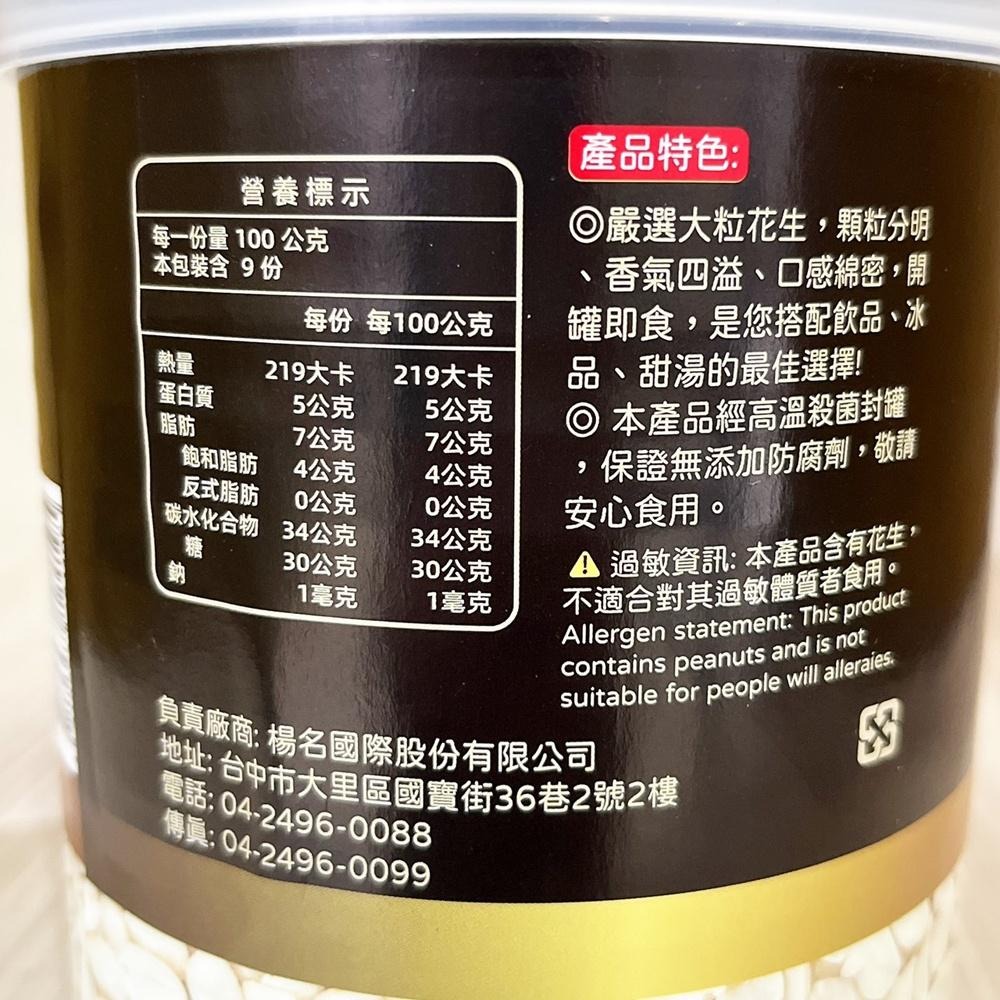 營養標示
每一份量 100 公克
本包裝含 9 份
每份 每100公克
熱量 219大卡 219大卡
蛋白質 5公克 5公克
脂肪 7公克 7公克
飽和脂肪 4公克 4公克
反式脂肪 0公克 0公克
碳水化合物 34公克 34公克
糖 30公克 30公克
鈉 1毫克 1毫克
產品特色:
◎嚴選大粒花生，顆粒分明
、香氣四溢、口感綿密，開
罐即食，是您搭配飲品、冰
品、甜湯的最佳選擇!
◎ 本產品經高溫殺菌封罐
，保證無添加防腐劑，敬請
安心食用。
過敏資訊: 本產品含有花生，
不適合對其過敏體質者食用。
Allergen statement: This product
contains peanuts and is not
suitable for people will alleraies.
負責廠商: 楊名國際股份有限公司
地址: 台中市大里區國寶街36巷2號2樓
電話: 04-2496-0088
傳真: 04-2496-0099